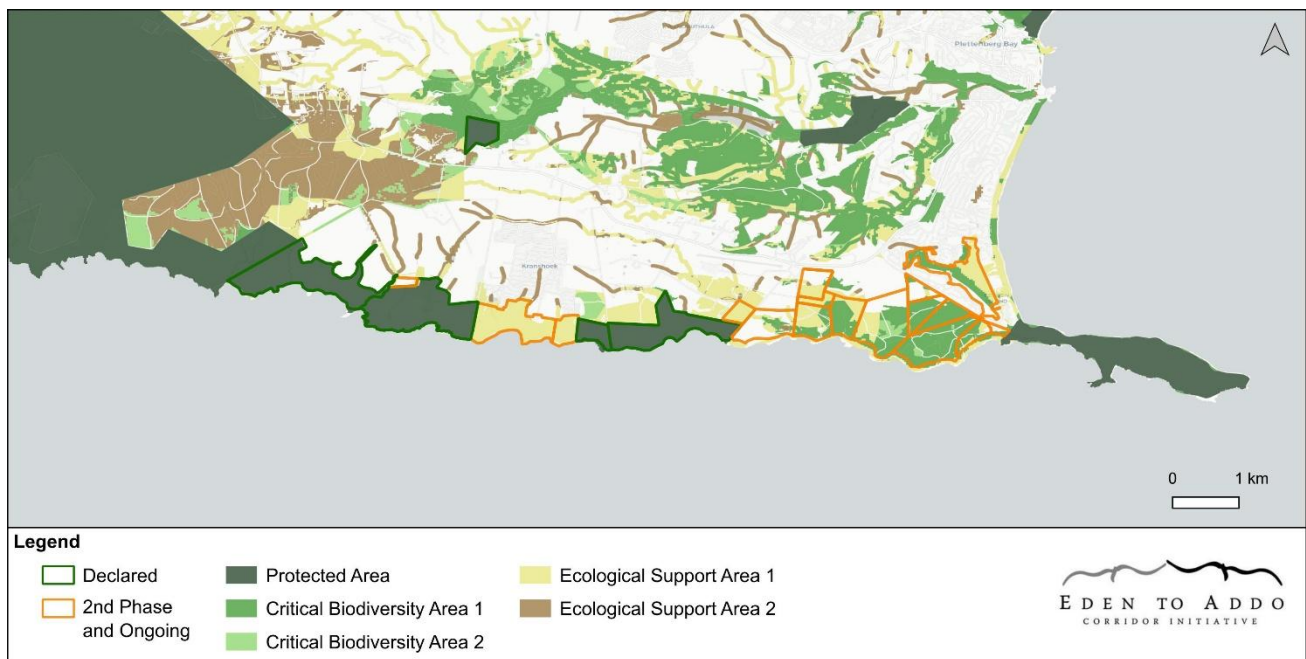 Plettenberg Bay
Kranshoek
0 1 km
Legend
Declared
2nd Phase
and Ongoing
Protected Area
Critical Biodiversity Area 1
Critical Biodiversity Area 2
Ecological Support Area 1
Ecological Support Area 2
EDEN TO ADDO
CORRIDOR INITIATIVE